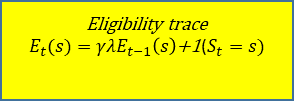 Eligibility trace
E_t(s) = γλE_{t−1}(s)+1(S_t = s)